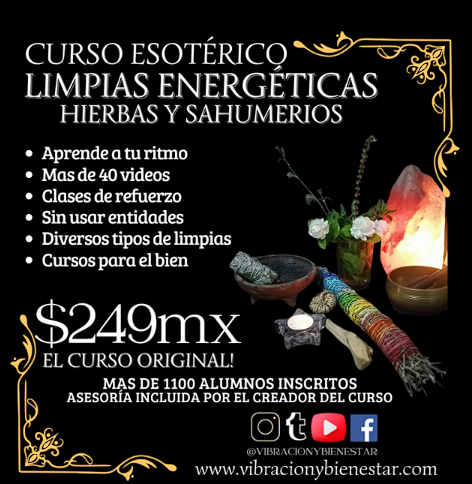 CURSO ESOTÉRICO
LIMPIAS ENERGÉTICAS
HIERBAS Y SAHUMERIOS
• Aprende a tu ritmo
• Mas de 40 videos
• Clases de refuerzo
• Sin usar entidades
• Diversos tipos de limpias
• Cursos para el bien
$249mx
EL CURSO ORIGINAL!
MAS DE 1100 ALUMNOS INSCRITOS
ASESORÍA INCLUIDA POR EL CREADOR DEL CURSO
@VIBRACIONYBIENESTAR
www.vibracionybienestar.com